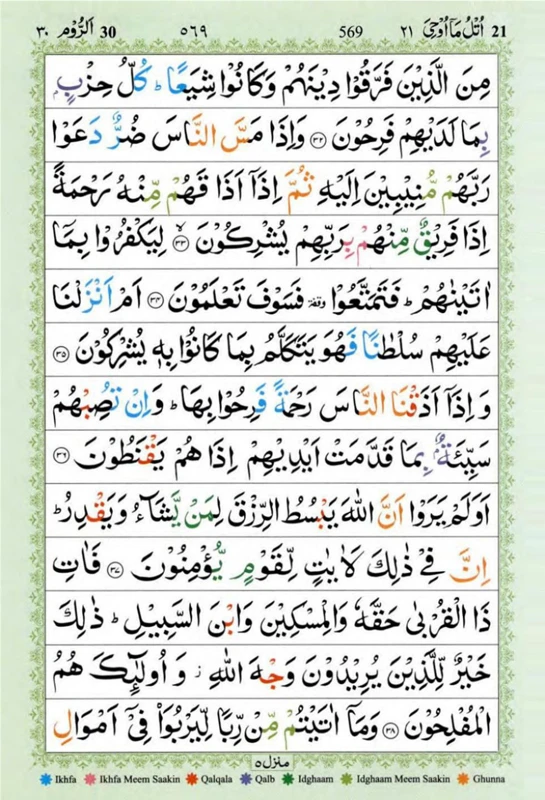 21 اُتْلُ مَاۤ اُوْحِیَ ۲۱ 569 ۵۶۹ 30 اَلرُّوْم ۳۰
مِنَ الَّذِیْنَ فَرَّقُوْا دِیْنَهُمْ وَكَانُوْا شِیَعًا ؕ كُلُّ حِزْبٍۭ
بِمَا لَدَیْهِمْ فَرِحُوْنَ ﴿۳۲﴾ وَاِذَا مَسَّ النَّاسَ ضُرٌّ دَعَوْا
رَبَّهُمْ مُّنِیْبِیْنَ اِلَیْهِ ثُمَّ اِذَاۤ اَذَاقَهُمْ مِّنْهُ رَحْمَةً
اِذَا فَرِیْقٌ مِّنْهُمْ بِرَبِّهِمْ یُشْرِكُوْنَ ﴿۳۳﴾ لِیَكْفُرُوْا بِمَاۤ
اٰتَیْنٰهُمْ ؕ فَتَمَتَّعُوْا ٝ فَسَوْفَ تَعْلَمُوْنَ ﴿۳۴﴾ اَمْ اَنْزَلْنَا
عَلَیْهِمْ سُلْطٰنًا فَهُوَ یَتَكَلَّمُ بِمَا كَانُوْا بِهٖ یُشْرِكُوْنَ ﴿۳۵﴾
وَاِذَاۤ اَذَقْنَا النَّاسَ رَحْمَةً فَرِحُوْا بِهَا ؕ وَاِنْ تُصِبْهُمْ
سَیِّئَةٌۢ بِمَا قَدَّمَتْ اَیْدِیْهِمْ اِذَا هُمْ یَقْنَطُوْنَ ﴿۳۶﴾
اَوَلَمْ یَرَوْا اَنَّ اللّٰهَ یَبْسُطُ الرِّزْقَ لِمَنْ یَّشَآءُ وَیَقْدِرُ ؕ
اِنَّ فِیْ ذٰلِكَ لَاٰیٰتٍ لِّقَوْمٍ یُّؤْمِنُوْنَ ﴿۳۷﴾ فَاٰتِ
ذَا الْقُرْبٰی حَقَّهٗ وَالْمِسْكِیْنَ وَابْنَ السَّبِیْلِ ؕ ذٰلِكَ
خَیْرٌ لِّلَّذِیْنَ یُرِیْدُوْنَ وَجْهَ اللّٰهِ ؗ وَاُولٰٓئِكَ هُمُ
الْمُفْلِحُوْنَ ﴿۳۸﴾ وَمَاۤ اٰتَیْتُمْ مِّنْ رِّبًا لِّیَرْبُوَا۠ فِیْۤ اَمْوَالِ
منزل ۵
Ikhfa Ikhfa Meem Saakin Qalqala Qalb Idghaam Idghaam Meem Saakin Ghunna